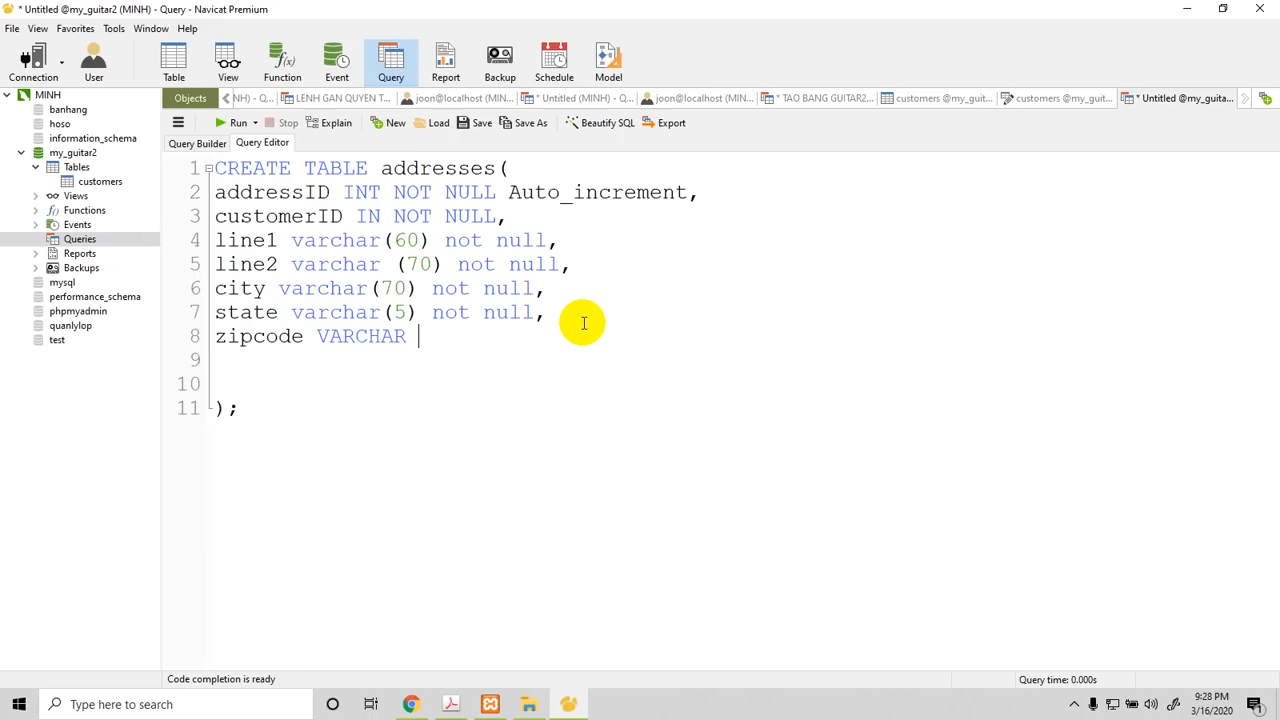 * Untitled @my_guitar2 (MINH) - Query - Navicat Premium
File View Favorites Tools Window Help
Connection User Table View Function Event Query Report Backup Schedule Model
Objects NH) - Q... LENH GAN QUYEN T... joon@localhost (MIN... * Untitled (MINH) - Q... joon@localhost (MIN... * TAO BANG GUITAR2... customers @my_guit... customers @my_guit... * Untitled @my_guita...
Run Stop Explain New Load Save Save As Beautify SQL Export
Query Builder Query Editor
MINH
banhang
hoso
information_schema
my_guitar2
Tables
customers
Views
Functions
Events
Queries
Reports
Backups
mysql
performance_schema
phpmyadmin
quanlylop
test
1 CREATE TABLE addresses(
2 addressID INT NOT NULL Auto_increment,
3 customerID IN NOT NULL,
4 line1 varchar(60) not null,
5 line2 varchar (70) not null,
6 city varchar(70) not null,
7 state varchar(5) not null,
8 zipcode VARCHAR
9
10
11 );
Code completion is ready Query time: 0.000s
Type here to search
9:28 PM
3/16/2020